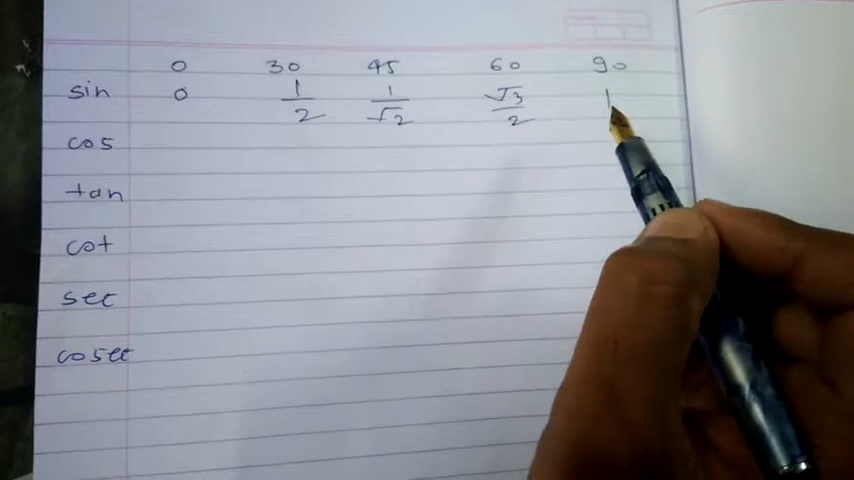 0 30 45 60 90
sin 0 1/2 1/√2 √3/2 1
cos
tan
cot
sec
cosec